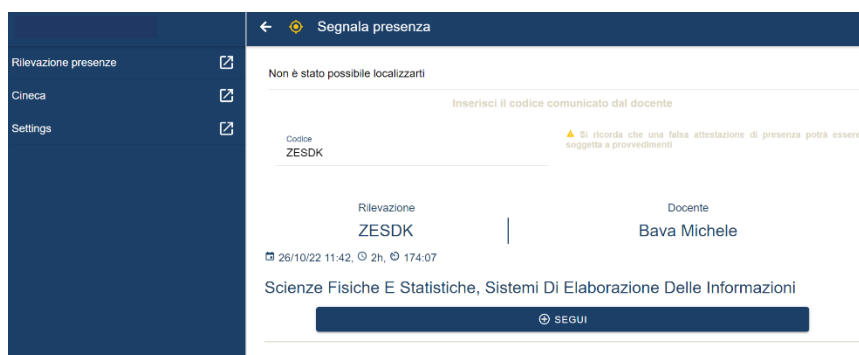 Segnala presenza
Rilevazione presenze
Cineca
Settings
Non è stato possibile localizzarti
Inserisci il codice comunicato dal docente
Codice
ZESDK
Si ricorda che una falsa attestazione di presenza potrà essere
soggetta a provvedimenti
Rilevazione
ZESDK
Docente
Bava Michele
26/10/22 11:42, 2h, 174:07
Scienze Fisiche E Statistiche, Sistemi Di Elaborazione Delle Informazioni
SEGUI